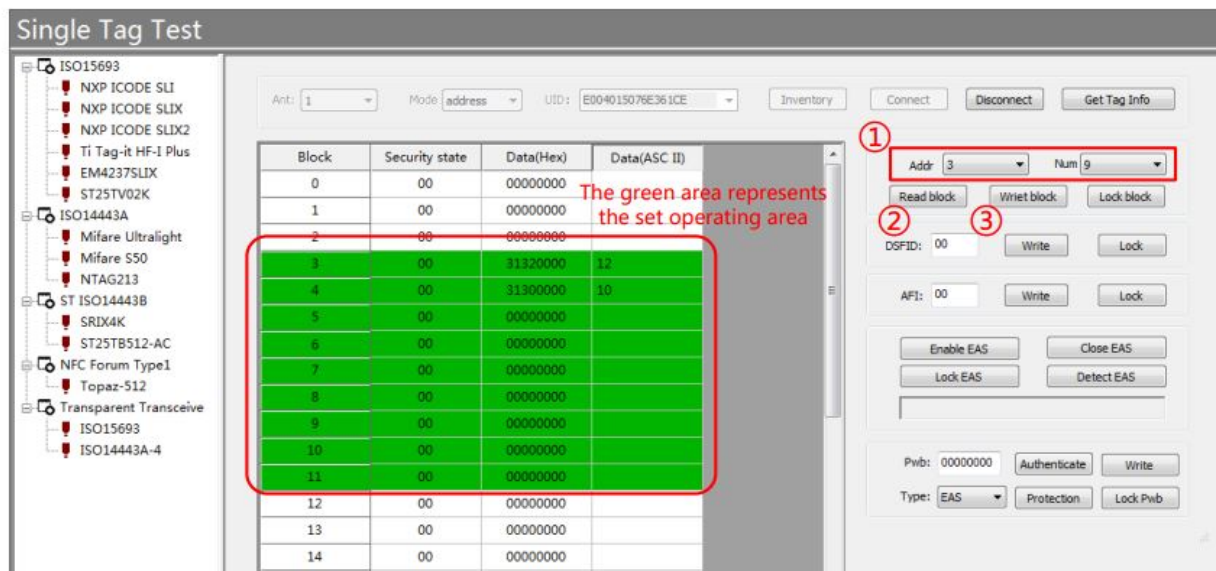 Single Tag Test
ISO15693
NXP ICODE SLI
NXP ICODE SLIX
NXP ICODE SLIX2
Ti Tag-it HF-I Plus
EM4237SLIX
ST25TV02K
ISO14443A
Mifare Ultralight
Mifare S50
NTAG213
ST ISO14443B
SRIX4K
ST25TB512-AC
NFC Forum Type1
Topaz-512
Transparent Transceive
ISO15693
ISO14443A-4
Ant: 1 Mode address UID: E004015076E361CE Inventory Connect Disconnect Get Tag Info
Block Security state Data(Hex) Data(ASC II)
0 00 00000000
1 00 00000000
2 00 00000000
3 00 31320000 12
4 00 31300000 10
5 00 00000000
6 00 00000000
7 00 00000000
8 00 00000000
9 00 00000000
10 00 00000000
11 00 00000000
12 00 00000000
13 00 00000000
14 00 00000000
The green area represents
the set operating area
①
Addr 3 Num 9
Read block Wriet block Lock block
② ③
DSFID: 00 Write Lock
AFI: 00 Write Lock
Enable EAS Close EAS
Lock EAS Detect EAS
Pwb: 00000000 Authenticate Write
Type: EAS Protection Lock Pwb